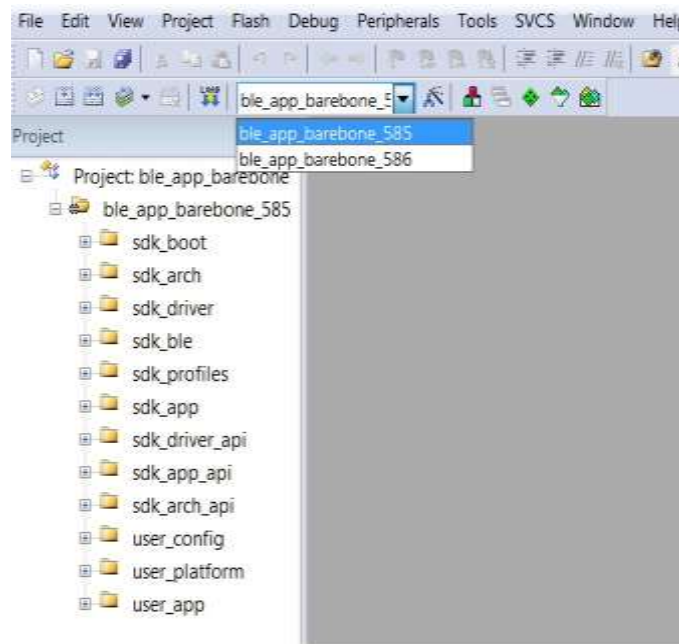 File Edit View Project Flash Debug Peripherals Tools SVCS Window Help
ble_app_barebone_5
Project
ble_app_barebone_585
ble_app_barebone_586
Project: ble_app_barebone
ble_app_barebone_585
sdk_boot
sdk_arch
sdk_driver
sdk_ble
sdk_profiles
sdk_app
sdk_driver_api
sdk_app_api
sdk_arch_api
user_config
user_platform
user_app